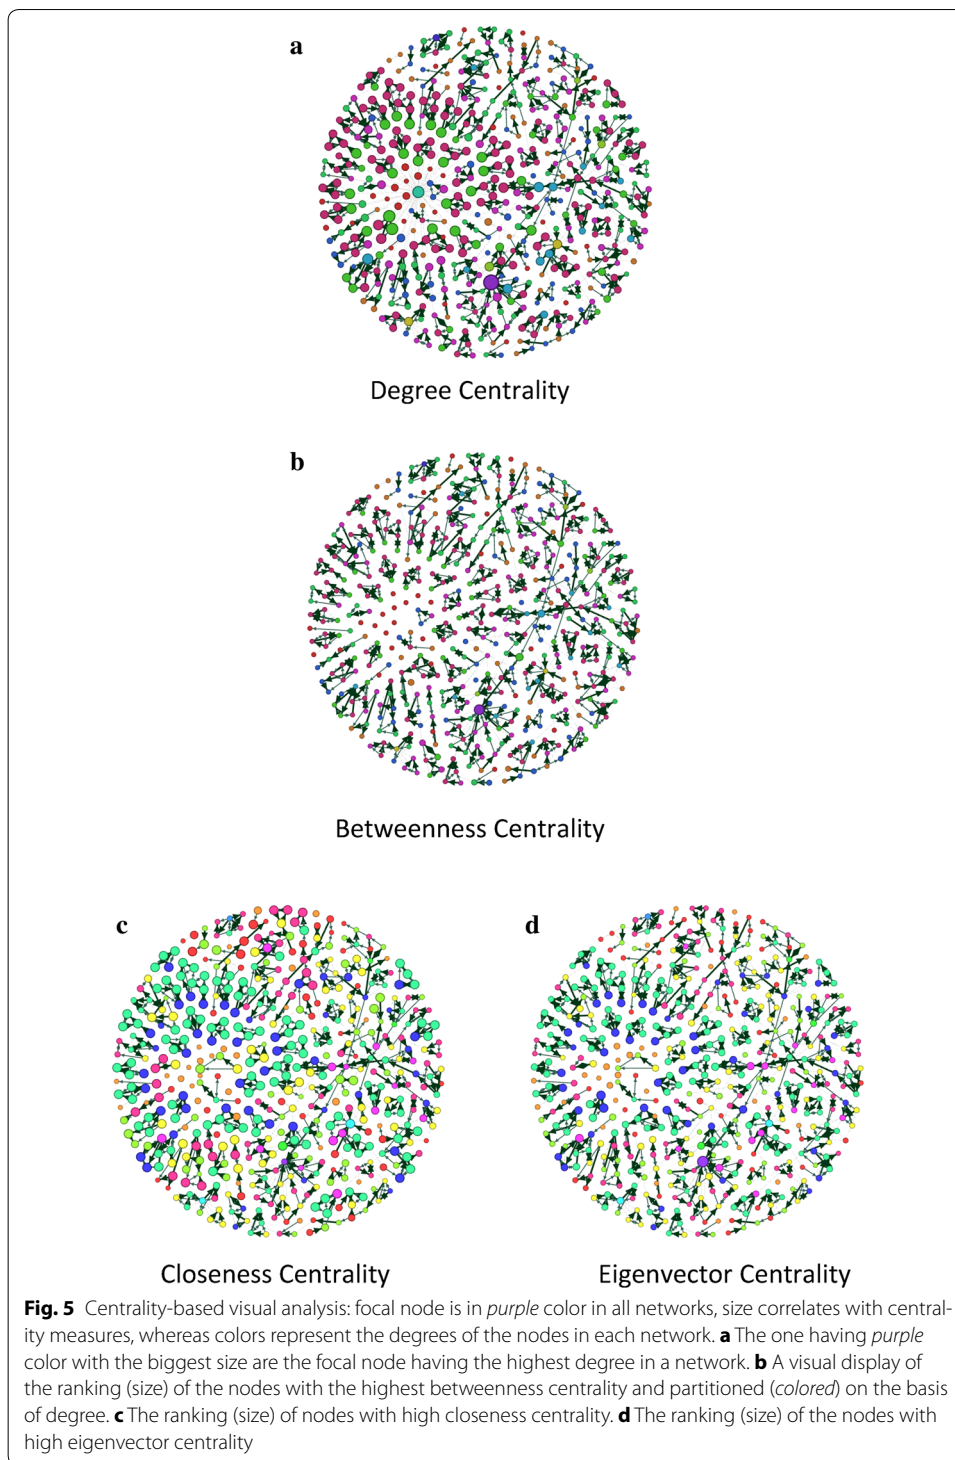 a
Degree Centrality
b
Betweenness Centrality
c
d
Closeness Centrality
Eigenvector Centrality
Fig. 5 Centrality-based visual analysis: focal node is in purple color in all networks, size correlates with central-
ity measures, whereas colors represent the degrees of the nodes in each network. a The one having purple
color with the biggest size are the focal node having the highest degree in a network. b A visual display of
the ranking (size) of the nodes with the highest betweenness centrality and partitioned (colored) on the basis
of degree. c The ranking (size) of nodes with high closeness centrality. d The ranking (size) of the nodes with
high eigenvector centrality